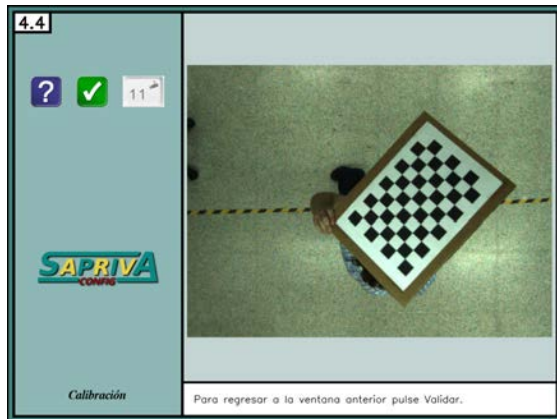 4.4
?
11
SAPRIVA
CONFIG
Calibración
Para regresar a la ventana anterior pulse Validar.